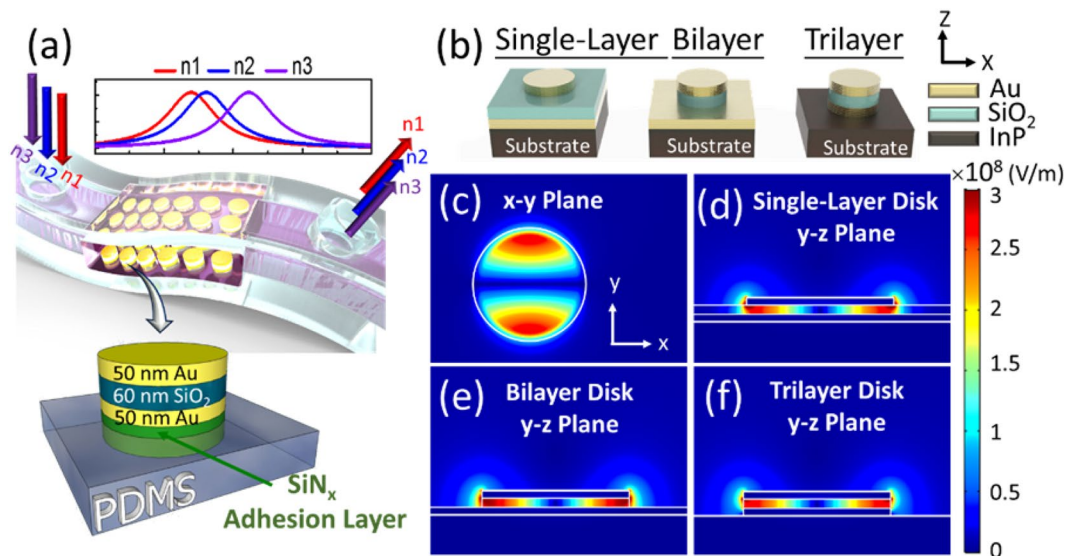 (a)
n1 n2 n3
n3
n2
n1
n1
n2
n3
50 nm Au
60 nm SiO₂
50 nm Au
PDMS
SiNₓ
Adhesion Layer
(b)
Single-Layer Bilayer Trilayer
Substrate Substrate Substrate
Z
X
Au
SiO₂
InP
×10⁸ (V/m)
(c)
x-y Plane
y
x
(d)
Single-Layer Disk
y-z Plane
(e)
Bilayer Disk
y-z Plane
(f)
Trilayer Disk
y-z Plane
3
2.5
2
1.5
1
0.5
0